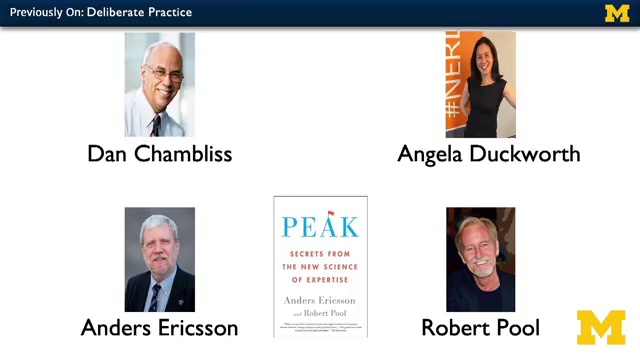 Previously On: Deliberate Practice
M
#NERD
Dan Chambliss
Angela Duckworth
PEAK
SECRETS FROM
THE NEW SCIENCE
OF EXPERTISE
Anders Ericsson
and Robert Pool
Anders Ericsson
Robert Pool
M